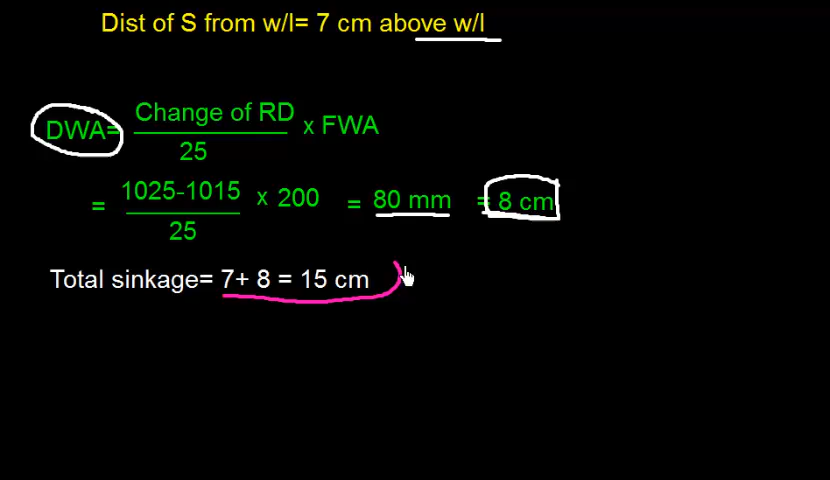 Dist of S from w/l= 7 cm above w/l
DWA= Change of RD / 25 x FWA
= 1025-1015 / 25 x 200 = 80 mm = 8 cm
Total sinkage= 7+ 8 = 15 cm